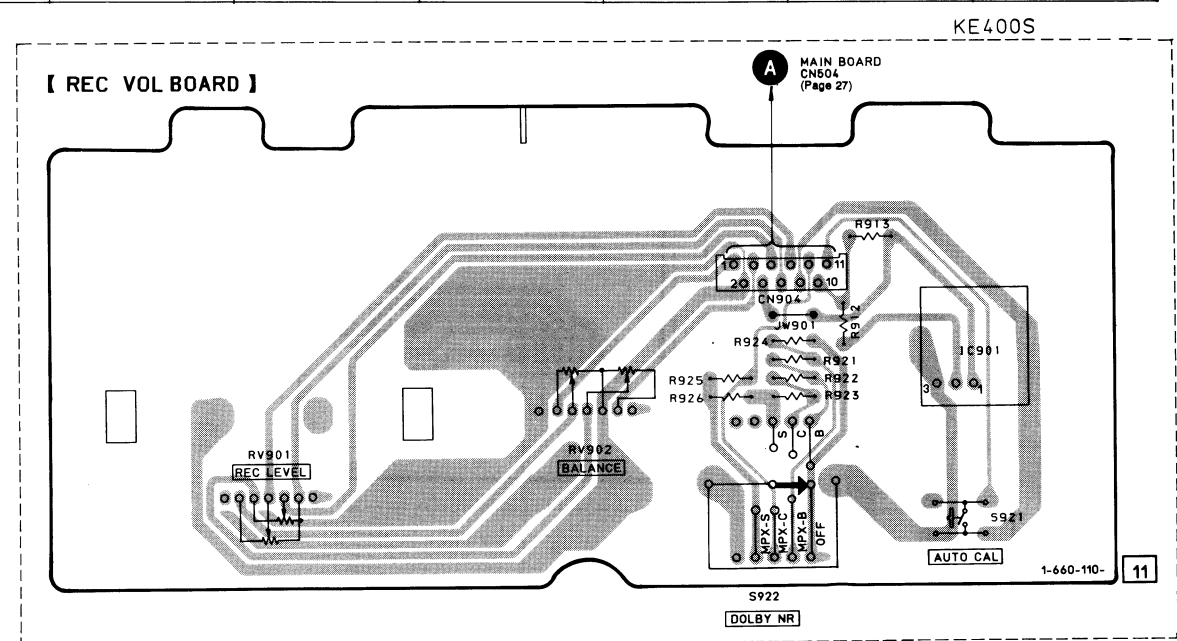 KE400S
【 REC VOL BOARD 】
A
MAIN BOARD
CN504
(Page 27)
R913
1
11
2
10
CN904
JW901
R912
R924
R921
R925
R922
R926
R923
IC901
3
1
S
C
B
RV901
REC LEVEL
RV902
BALANCE
MPX-S
MPX-C
MPX-B
OFF
S921
AUTO CAL
1-660-110-
11
S922
DOLBY NR